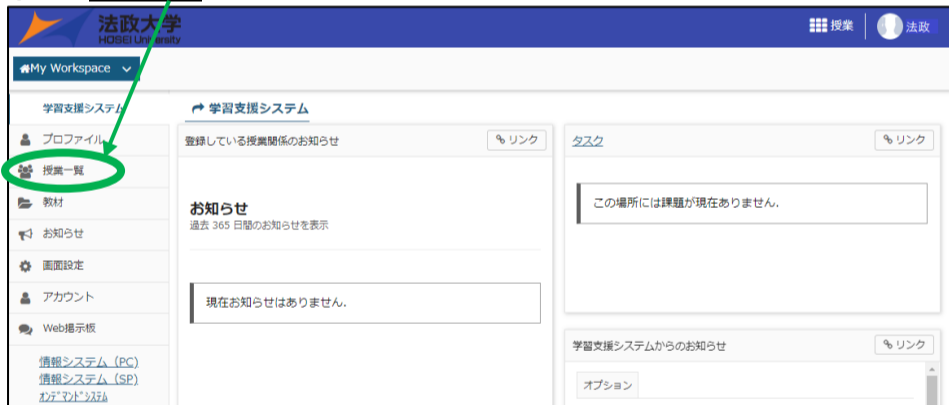 法政大学
HOSEI University
授業
法政
My Workspace
学習支援システム
プロファイル
授業一覧
教材
お知らせ
画面設定
アカウント
Web掲示板
情報システム（PC）
情報システム（SP）
オンデマンドシステム
学習支援システム
登録している授業関係のお知らせ
リンク
お知らせ
過去 365 日間のお知らせを表示
現在お知らせはありません.
タスク
リンク
この場所には課題が現在ありません.
学習支援システムからのお知らせ
リンク
オプション